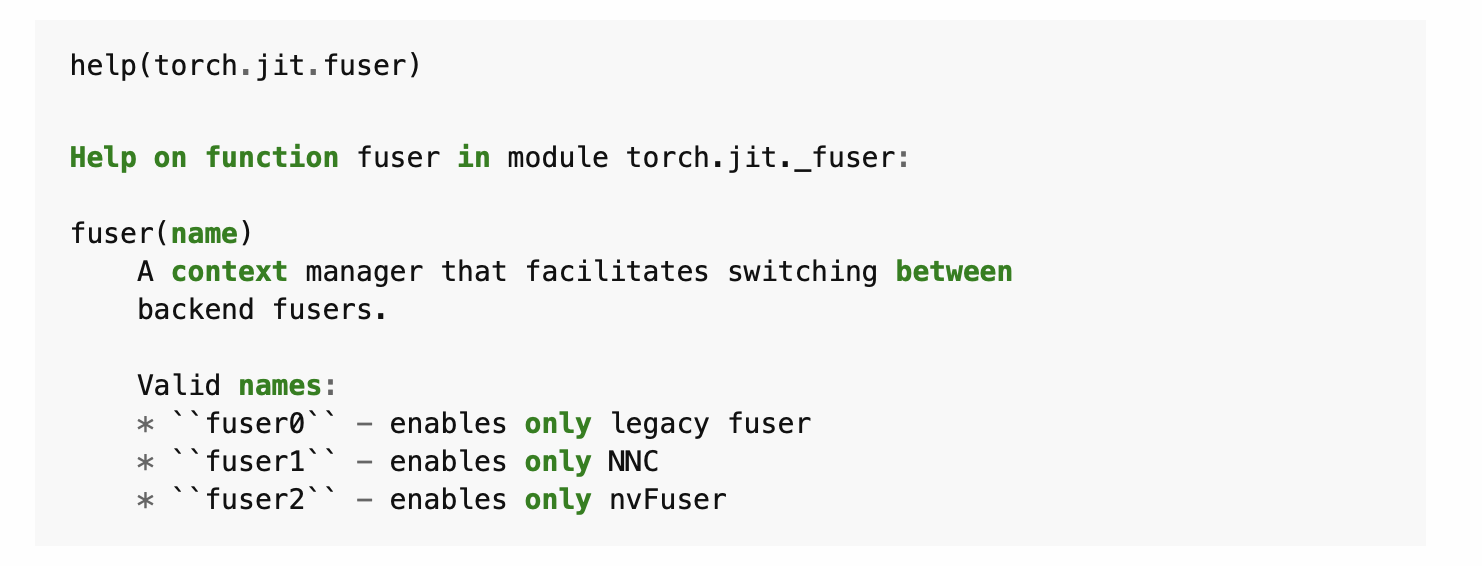 help(torch.jit.fuser)
Help on function fuser in module torch.jit._fuser:
fuser(name)
A context manager that facilitates switching between
backend fusers.
Valid names:
* ``fuser0`` - enables only legacy fuser
* ``fuser1`` - enables only NNC
* ``fuser2`` - enables only nvFuser